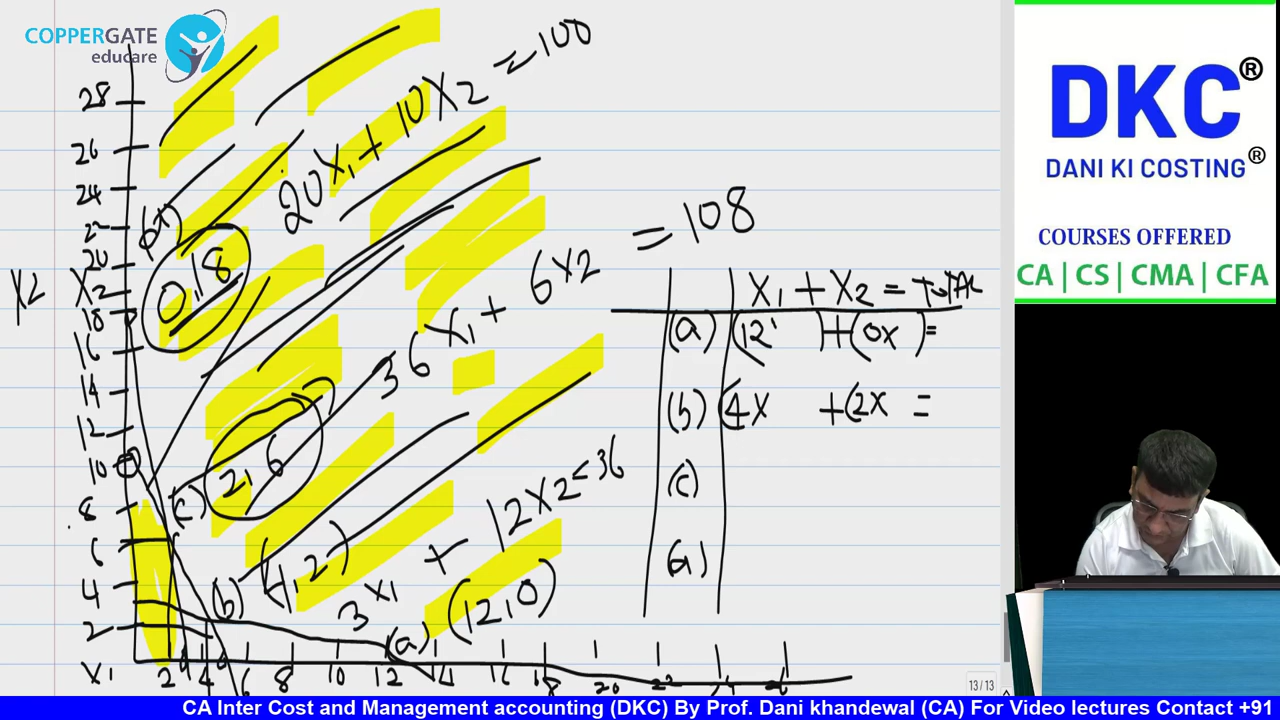 COPPERGATE
educare
28
26
24
22
20
X2 X2
18
16
14
12
10
8
6
4
2
X1 2 4 6 8 10 12 14 16 18 20 22 24 26
20X1 + 10X2 = 100
36X1 + 6X2 = 108
3X1 + 12X2 = 36
0,18
(c) 2,6
(b) (4,2)
(a) (12,0)
X1 + X2 = TOTAL
(a) (12 ) + (0x ) =
(b) (4x + (2x =
(c)
13/13
DKC®
DANI KI COSTING®
COURSES OFFERED
CA | CS | CMA | CFA
CA Inter Cost and Management accounting (DKC) By Prof. Dani khandewal (CA) For Video lectures Contact +91